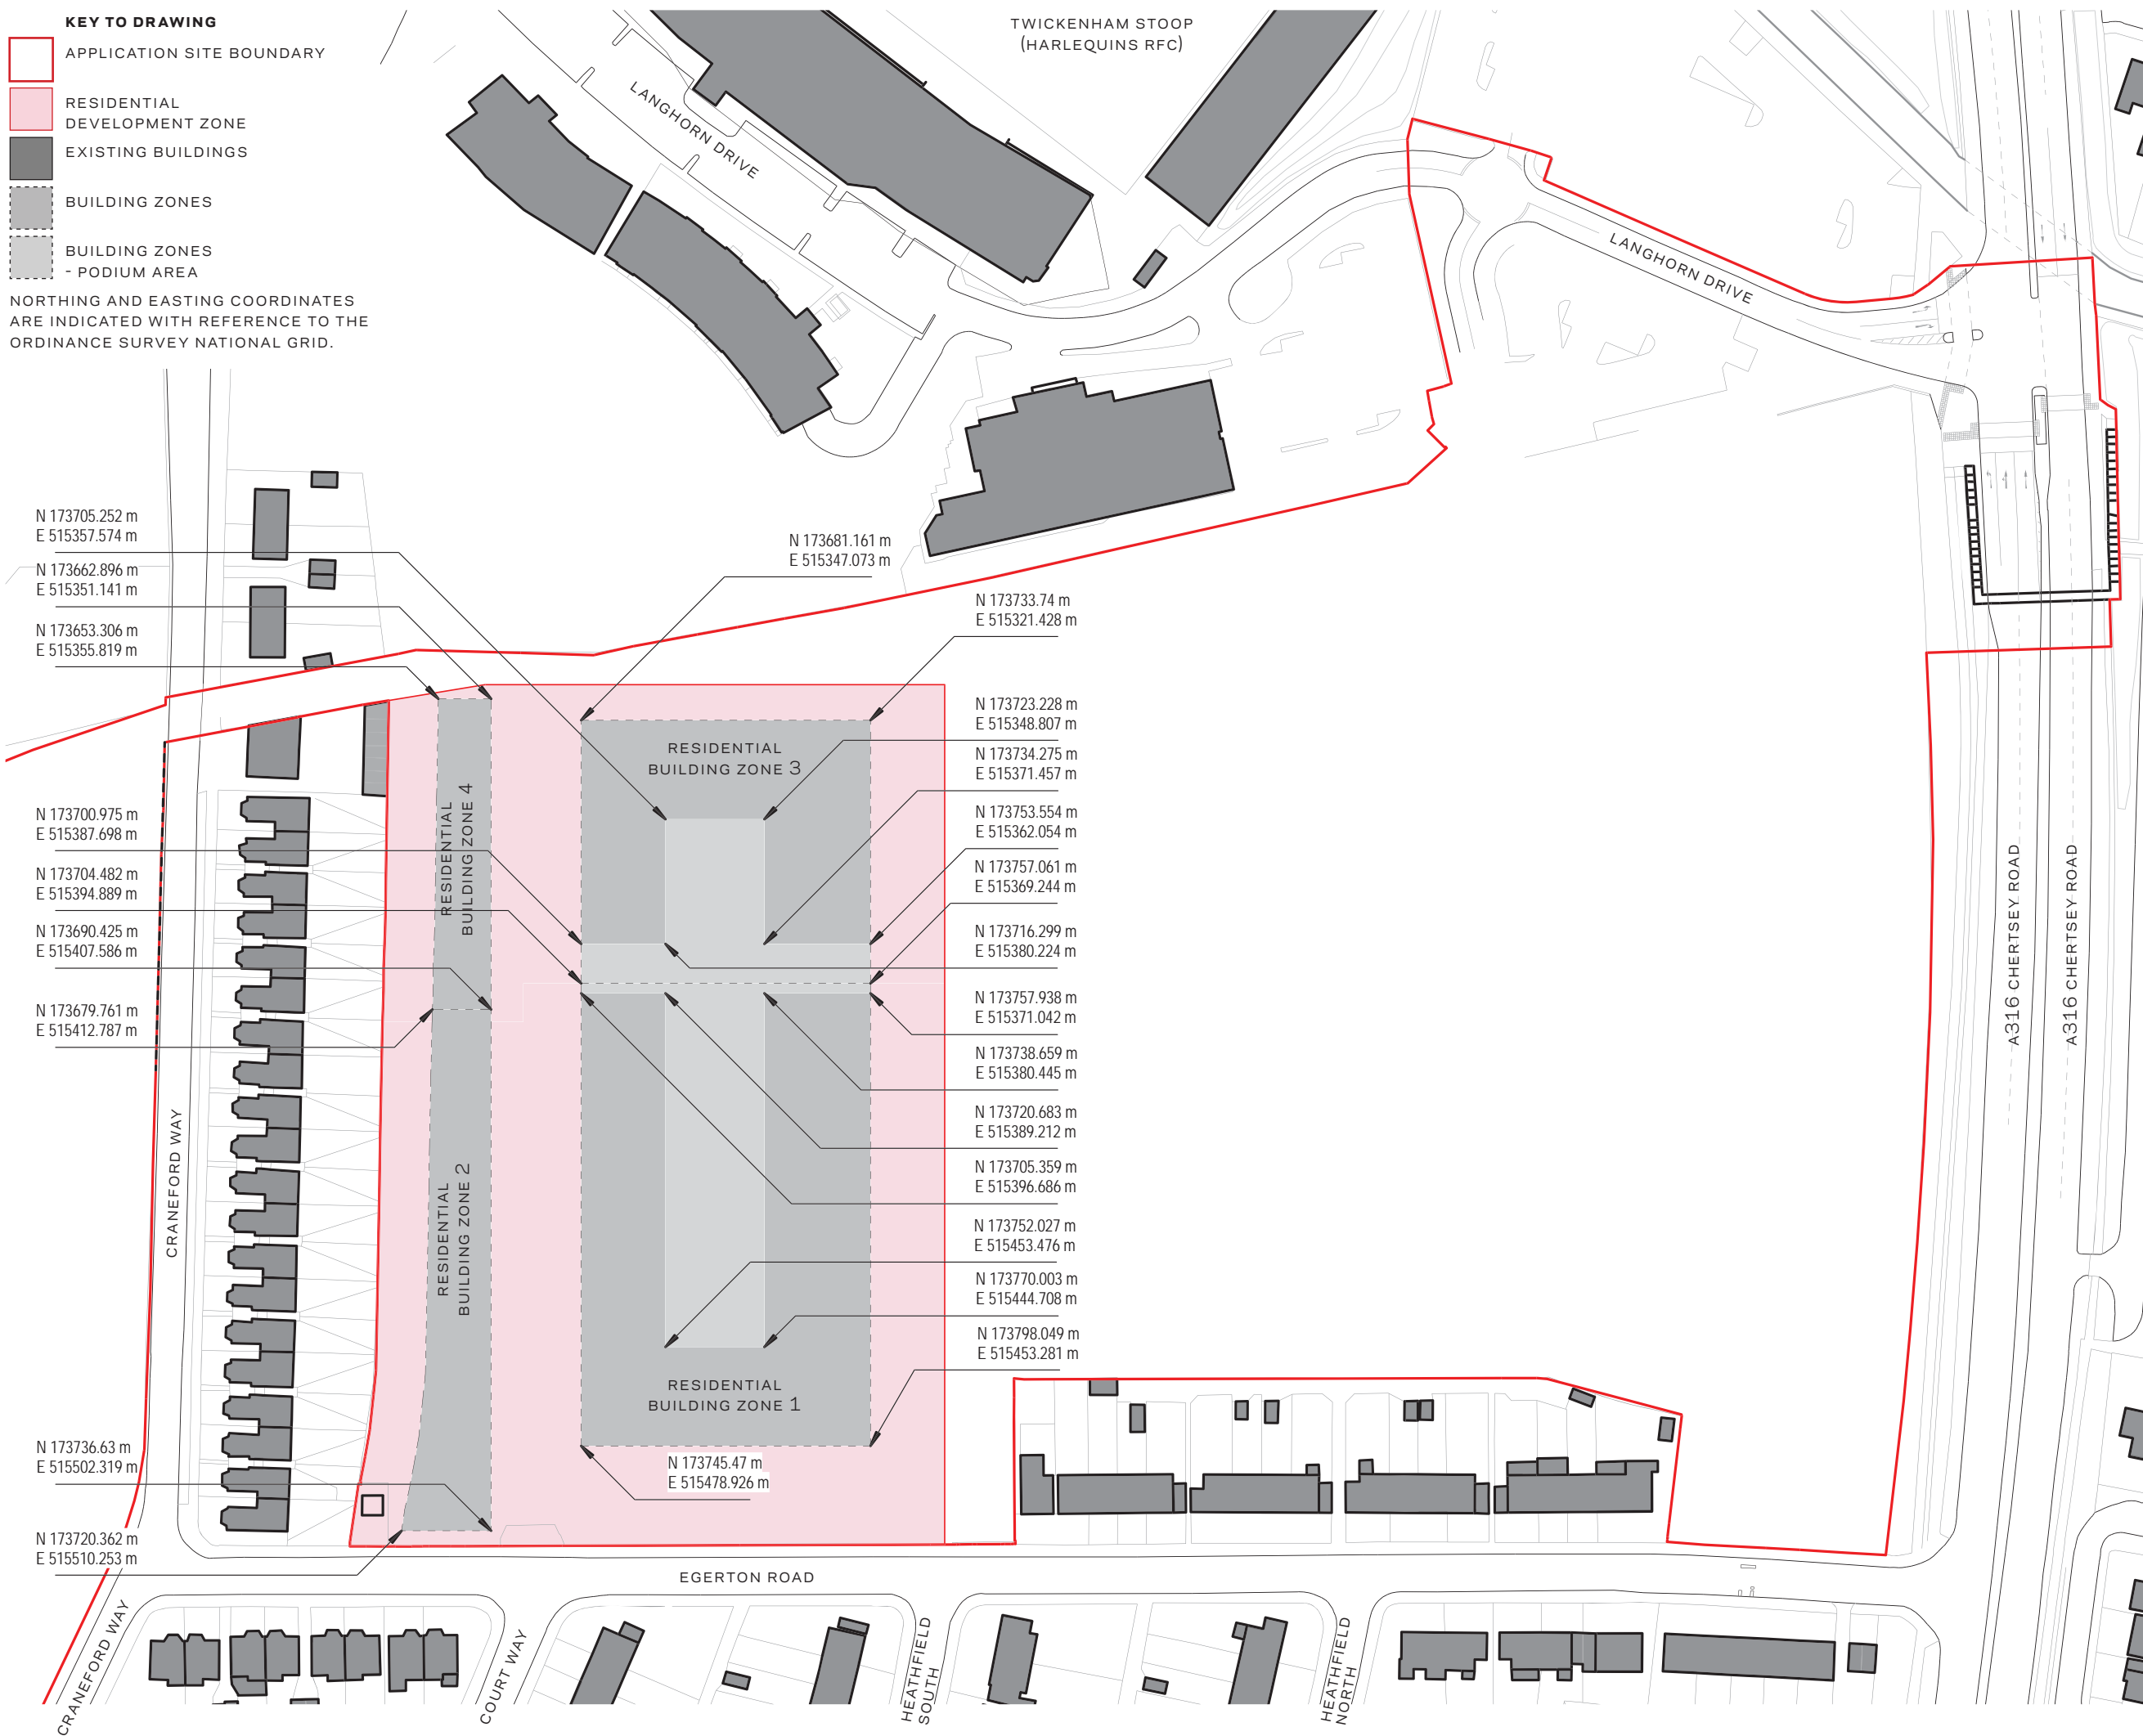 KEY TO DRAWING
APPLICATION SITE BOUNDARY
RESIDENTIAL
DEVELOPMENT ZONE
EXISTING BUILDINGS
BUILDING ZONES
BUILDING ZONES
- PODIUM AREA
NORTHING AND EASTING COORDINATES
ARE INDICATED WITH REFERENCE TO THE
ORDINANCE SURVEY NATIONAL GRID.
TWICKENHAM STOOP
(HARLEQUINS RFC)
LANGHORN DRIVE
LANGHORN DRIVE
N 173705.252 m
E 515357.574 m
N 173662.896 m
E 515351.141 m
N 173653.306 m
E 515355.819 m
N 173700.975 m
E 515387.698 m
N 173704.482 m
E 515394.889 m
N 173690.425 m
E 515407.586 m
N 173679.761 m
E 515412.787 m
N 173736.63 m
E 515502.319 m
N 173720.362 m
E 515510.253 m
N 173681.161 m
E 515347.073 m
N 173733.74 m
E 515321.428 m
N 173723.228 m
E 515348.807 m
N 173734.275 m
E 515371.457 m
N 173753.554 m
E 515362.054 m
N 173757.061 m
E 515369.244 m
N 173716.299 m
E 515380.224 m
N 173757.938 m
E 515371.042 m
N 173738.659 m
E 515380.445 m
N 173720.683 m
E 515389.212 m
N 173705.359 m
E 515396.686 m
N 173752.027 m
E 515453.476 m
N 173770.003 m
E 515444.708 m
N 173798.049 m
E 515453.281 m
N 173745.47 m
E 515478.926 m
RESIDENTIAL
BUILDING ZONE 3
RESIDENTIAL
BUILDING ZONE 4
RESIDENTIAL
BUILDING ZONE 2
RESIDENTIAL
BUILDING ZONE 1
CRANEFORD WAY
A316 CHERTSEY ROAD
A316 CHERTSEY ROAD
EGERTON ROAD
CRANEFORD WAY
COURT WAY
HEATHFIELD
SOUTH
HEATHFIELD
NORTH